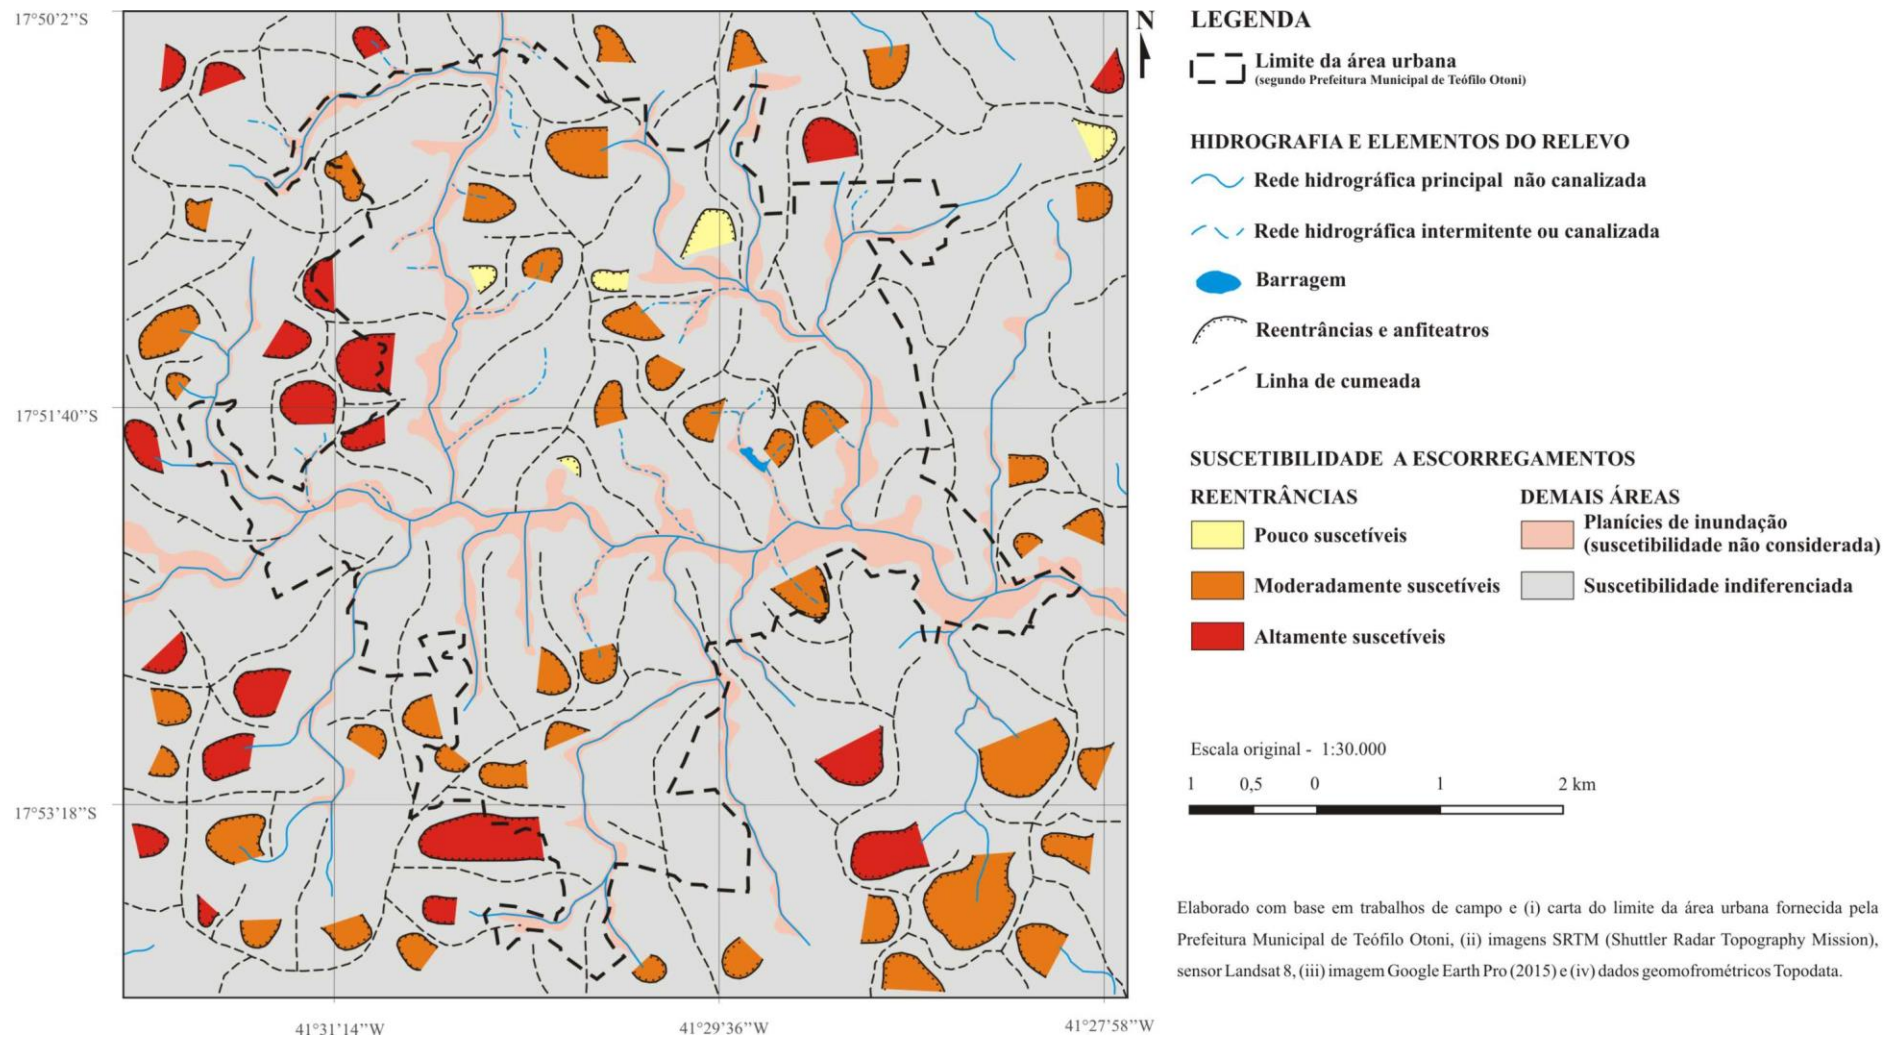 17°50'2’’S
17°51'40’’S
17°53'18’’S
41°31'14’’W
41°29'36’’W
41°27'58’’W
N
LEGENDA
Limite da área urbana
(segundo Prefeitura Municipal de Teófilo Otoni)
HIDROGRAFIA E ELEMENTOS DO RELEVO
Rede hidrográfica principal não canalizada
Rede hidrográfica intermitente ou canalizada
Barragem
Reentrâncias e anfiteatros
Linha de cumeada
SUSCETIBILIDADE A ESCORREGAMENTOS
REENTRÂNCIAS
Pouco suscetíveis
Moderadamente suscetíveis
Altamente suscetíveis
DEMAIS ÁREAS
Planícies de inundação
(suscetibilidade não considerada)
Suscetibilidade indiferenciada
Escala original - 1:30.000
1 0,5 0 1 2 km
Elaborado com base em trabalhos de campo e (i) carta do limite da área urbana fornecida pela
Prefeitura Municipal de Teófilo Otoni, (ii) imagens SRTM (Shuttler Radar Topography Mission),
sensor Landsat 8, (iii) imagem Google Earth Pro (2015) e (iv) dados geomofrométricos Topodata.